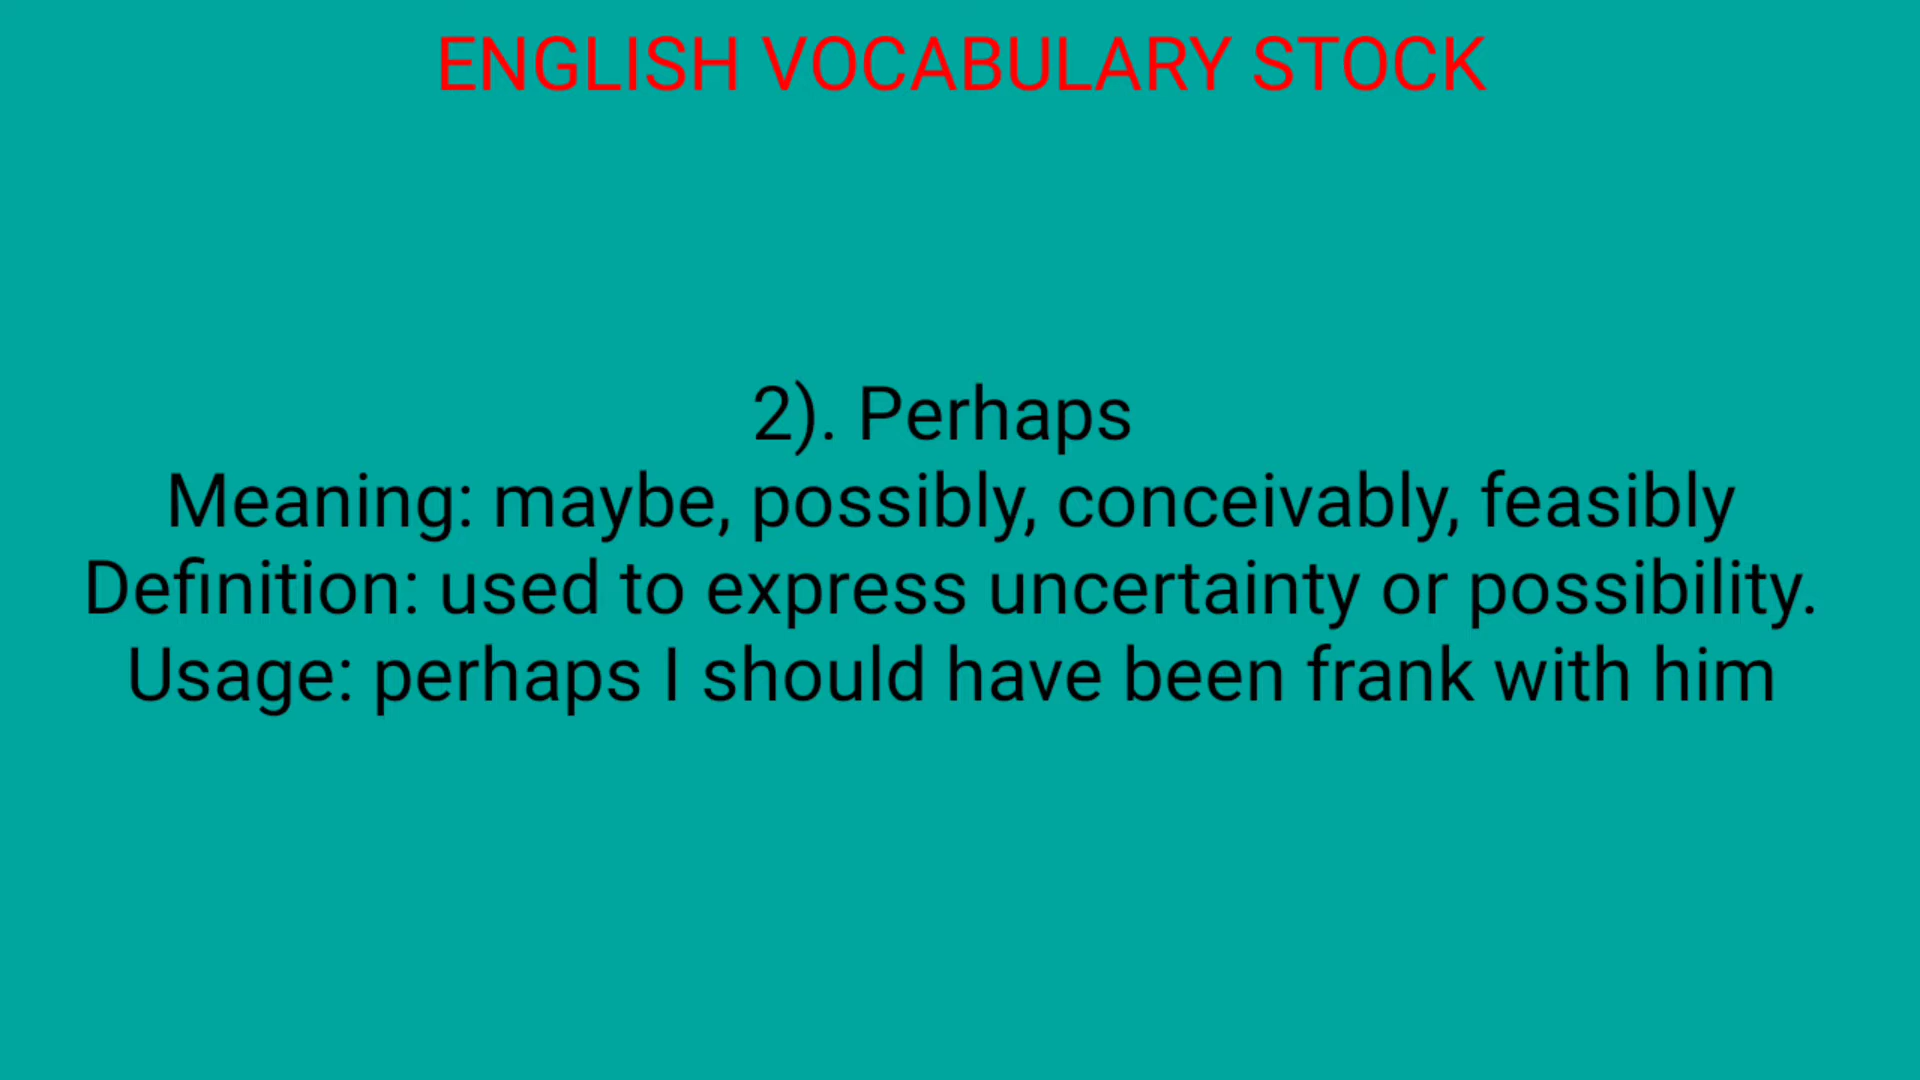 ENGLISH VOCABULARY STOCK
2). Perhaps
Meaning: maybe, possibly, conceivably, feasibly
Definition: used to express uncertainty or possibility.
Usage: perhaps I should have been frank with him